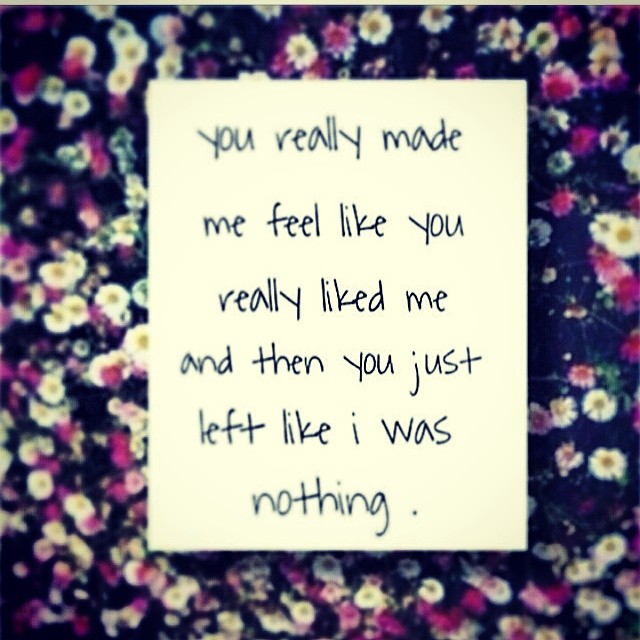 you really made
me feel like you
really liked me
and then you just
left like i was
nothing .